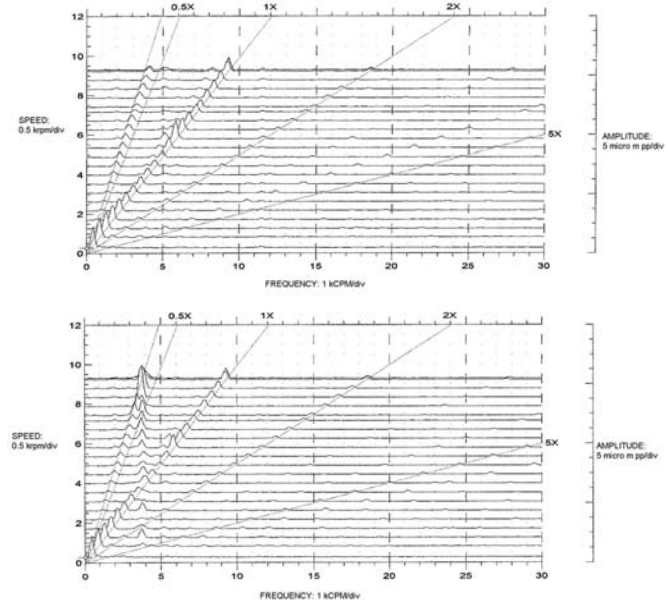 0.5X 1X 2X
12
10
8
SPEED:
0.5 krpm/div
6
5X
AMPLITUDE:
5 micro m pp/div
4
2
0
0 5 10 15 20 25 30
FREQUENCY: 1 kCPM/div
0.5X 1X 2X
12
10
8
SPEED:
0.5 krpm/div
6
5X
AMPLITUDE:
5 micro m pp/div
4
2
0
0 5 10 15 20 25 30
FREQUENCY: 1 kCPM/div